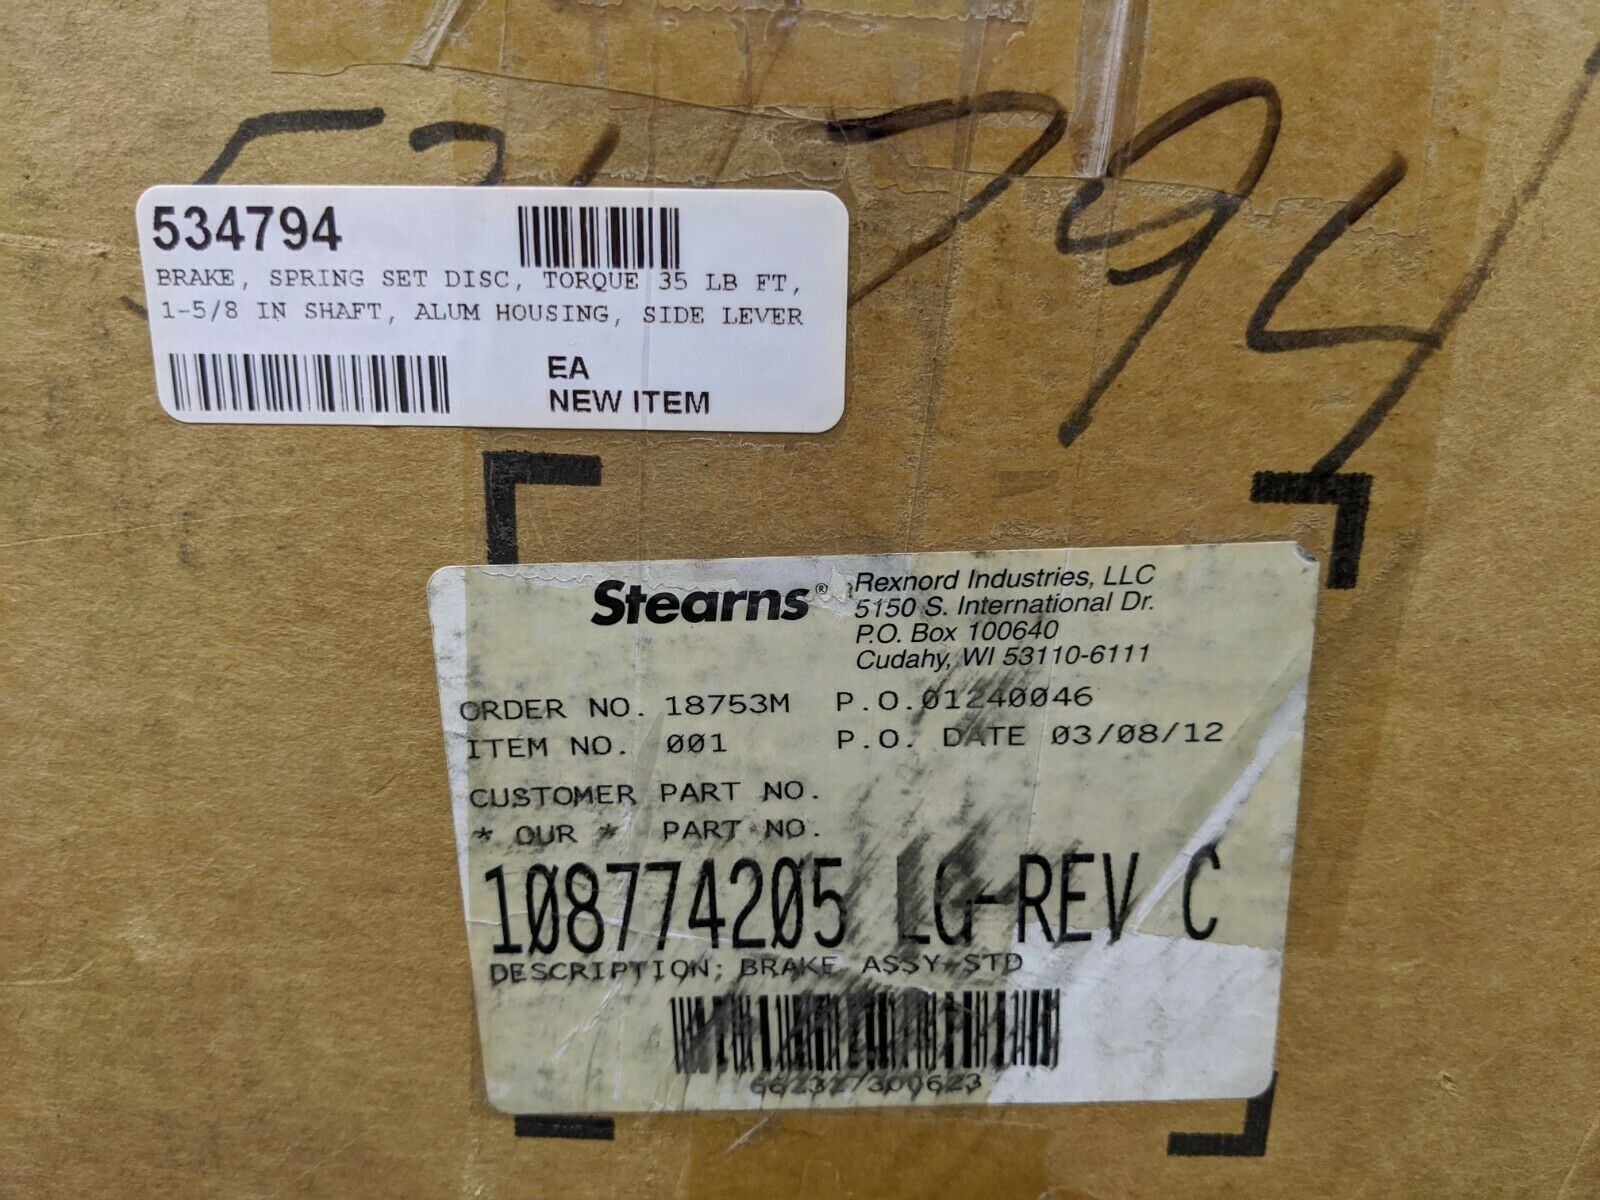 794
534794
BRAKE, SPRING SET DISC, TORQUE 35 LB FT,
1-5/8 IN SHAFT, ALUM HOUSING, SIDE LEVER
EA
NEW ITEM
Stearns®
Rexnord Industries, LLC
5150 S. International Dr.
P.O. Box 100640
Cudahy, WI 53110-6111
ORDER NO. 18753M P.O. 01240046
ITEM NO. 001 P.O. DATE 03/08/12
CUSTOMER PART NO.
* OUR * PART NO.
108774205 LG-REV C
DESCRIPTION; BRAKE ASSY-STD